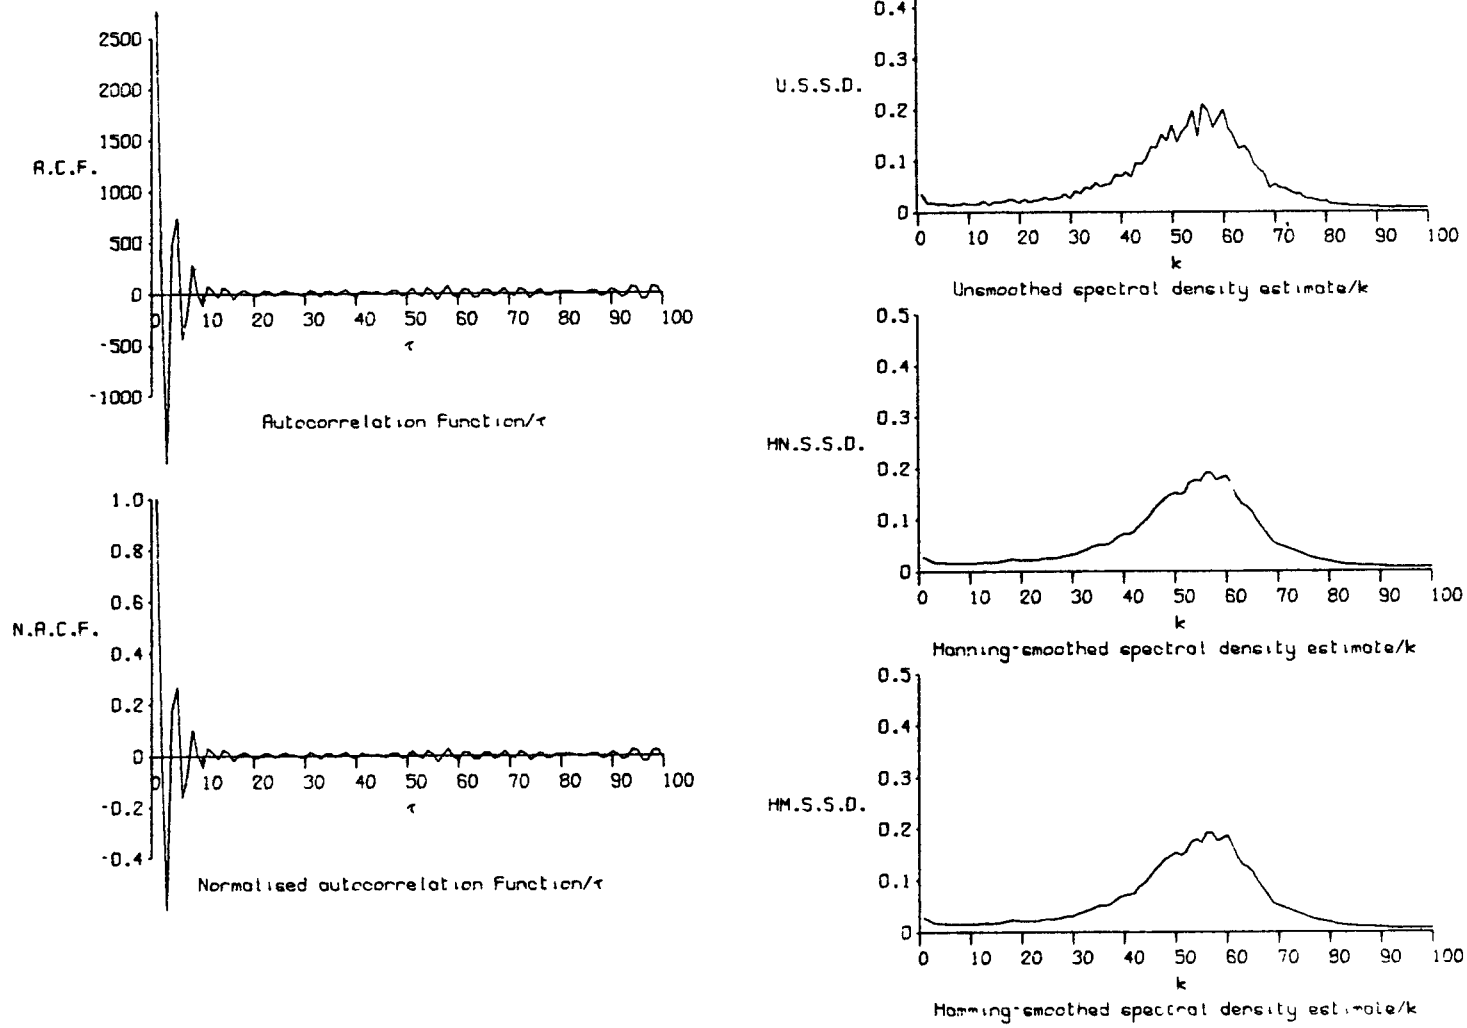 2500
2000
1500
A.C.F.
1000
500
0
-500
-1000
0 10 20 30 40 50 60 70 80 90 100
τ
Autocorrelation Function/τ
1.0
0.8
0.6
N.A.C.F.
0.4
0.2
0
-0.2
-0.4
0 10 20 30 40 50 60 70 80 90 100
τ
Normalised autocorrelation Function/τ
0.4
0.3
U.S.S.D.
0.2
0.1
0
0 10 20 30 40 50 60 70 80 90 100
k
Unsmoothed spectral density estimate/k
0.5
0.4
0.3
HN.S.S.D.
0.2
0.1
0
0 10 20 30 40 50 60 70 80 90 100
k
Hanning-smoothed spectral density estimate/k
0.5
0.4
0.3
HM.S.S.D.
0.2
0.1
0
0 10 20 30 40 50 60 70 80 90 100
k
Hamming-smoothed spectral density estimate/k